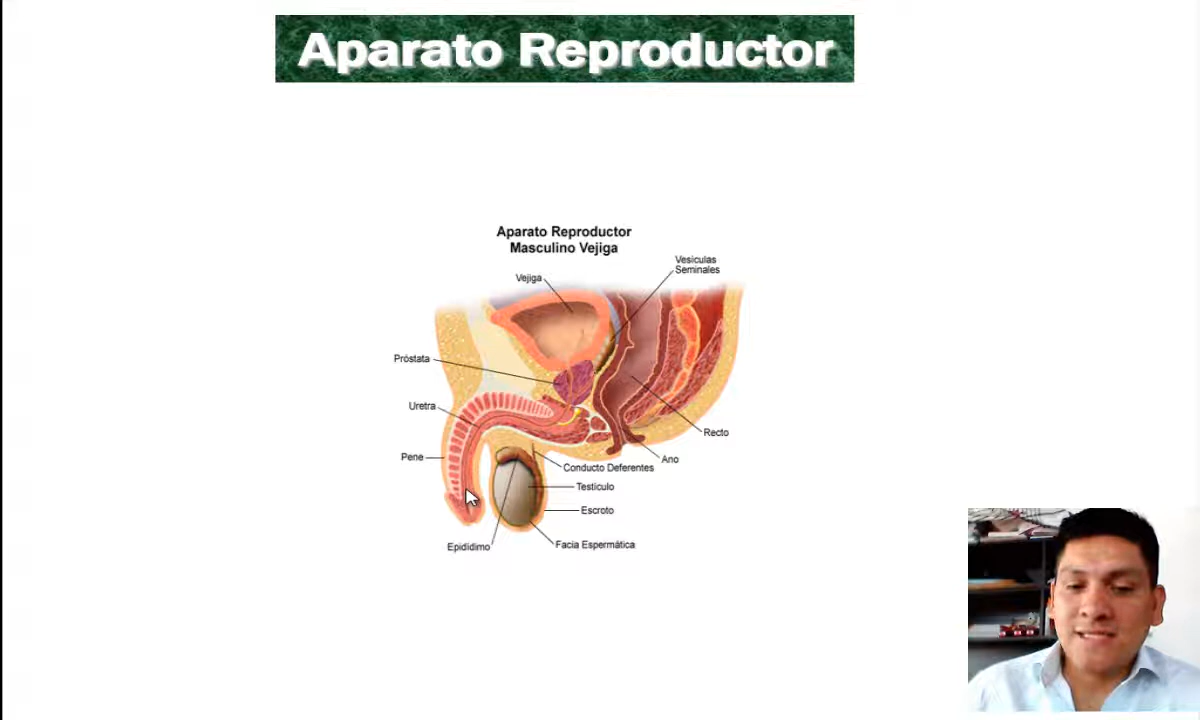 Aparato Reproductor
Aparato Reproductor
Masculino Vejiga
Vesículas
Seminales
Vejiga
Próstata
Uretra
Recto
Pene
Ano
Conducto Deferentes
Testículo
Escroto
Epidídimo
Facia Espermática